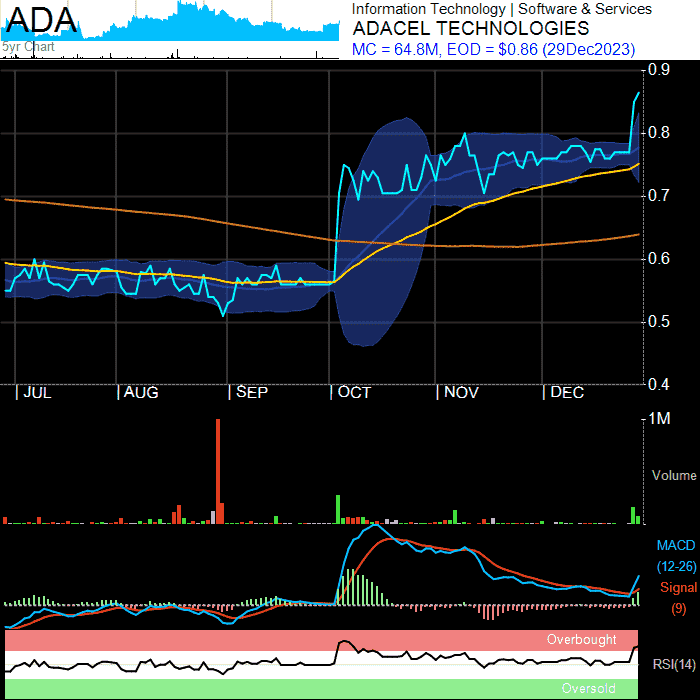 ADA
5yr Chart
Information Technology | Software & Services
ADACEL TECHNOLOGIES
MC = 64.8M, EOD = $0.86 (29Dec2023)
0.9
0.8
0.7
0.6
0.5
0.4
| JUL | AUG | SEP | OCT | NOV | DEC
1M
Volume
MACD
(12-26)
Signal
(9)
Overbought
RSI(14)
Oversold